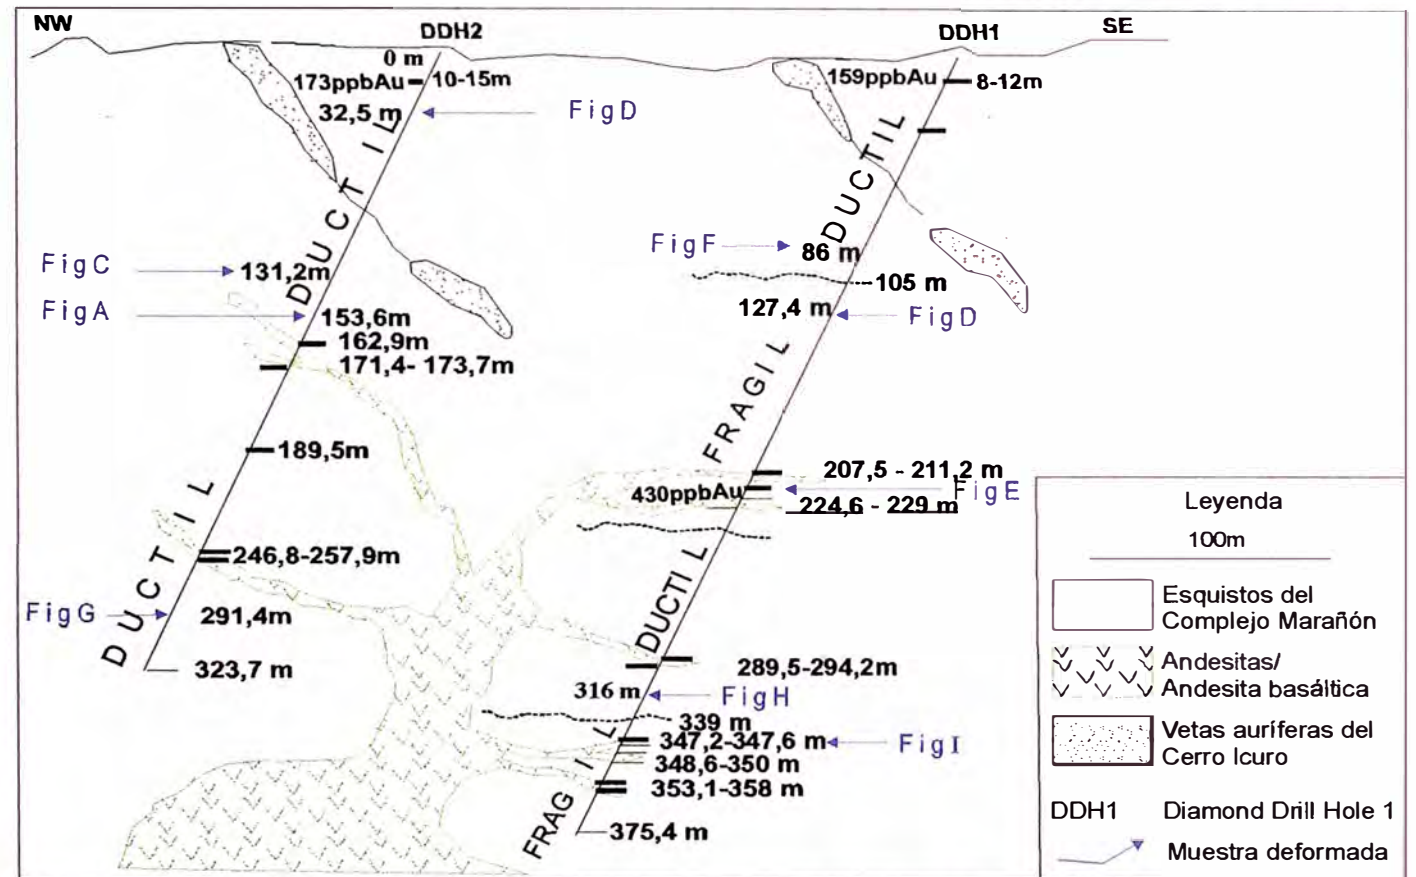 NW
DDH2
DDH1
SE
0 m
173ppbAu
10-15m
159ppbAu
8-12m
32,5 m
FigD
DUCTIL
DUCTIL
FigF
86 m
FigC
131,2m
105 m
FigA
153,6m
127,4 m
FigD
162,9m
171,4- 173,7m
FRAGIL
189,5m
207,5 - 211,2 m
430ppbAu
FigE
224,6 - 229 m
DUCTIL
246,8-257,9m
DUCTIL
FigG
291,4m
323,7 m
289,5-294,2m
316 m
FigH
339 m
347,2-347,6 m
FigI
348,6-350 m
353,1-358 m
FRAGIL
375,4 m
Leyenda
100m
Esquistos del
Complejo Marañón
Andesitas/
Andesita basáltica
Vetas auríferas del
Cerro Icuro
DDH1
Diamond Drill Hole 1
Muestra deformada